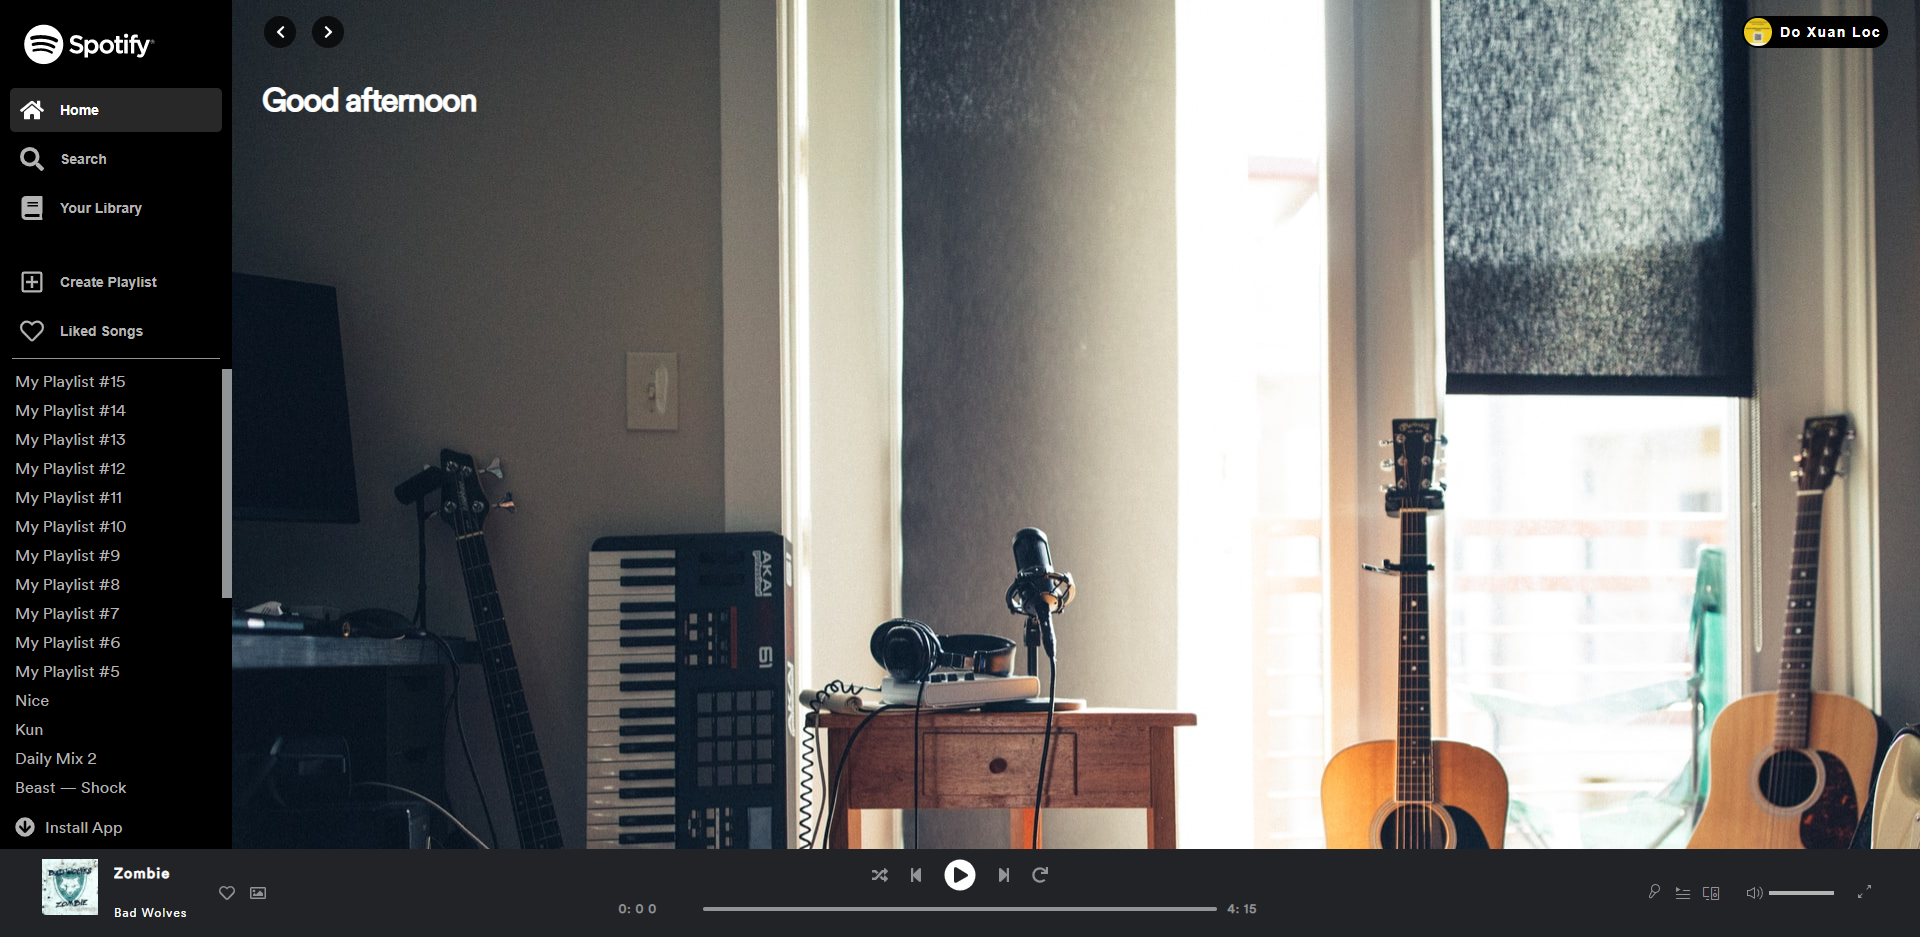 Spotify
Do Xuan Loc
Good afternoon
Home
Search
Your Library
Create Playlist
Liked Songs
My Playlist #15
My Playlist #14
My Playlist #13
My Playlist #12
My Playlist #11
My Playlist #10
My Playlist #9
My Playlist #8
My Playlist #7
My Playlist #6
My Playlist #5
Nice
Kun
Daily Mix 2
Beast — Shock
Install App
AKAI
61
BAD WOLVES
ZOMBIE
Zombie
Bad Wolves
0: 0 0
4: 15